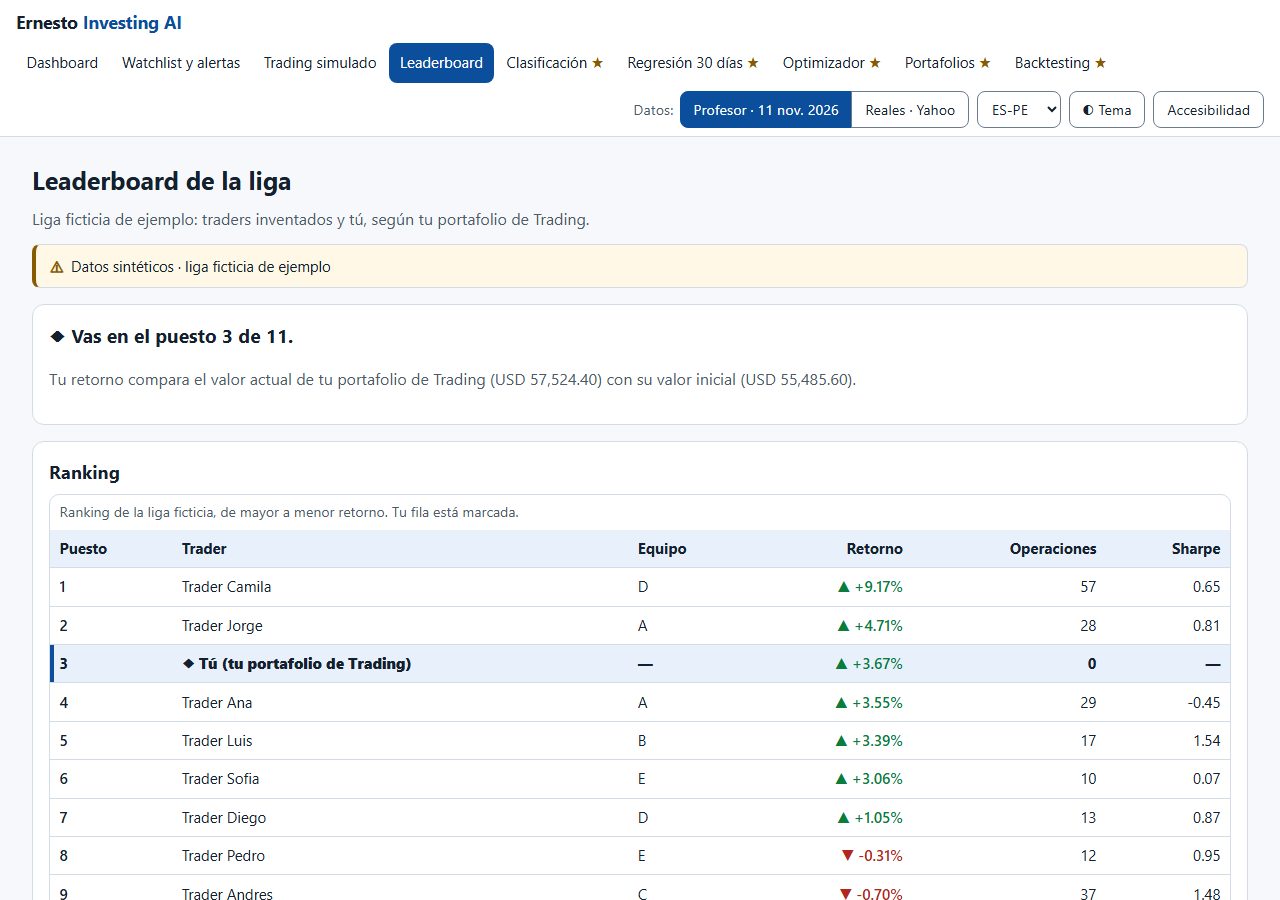 Ernesto Investing AI
Dashboard Watchlist y alertas Trading simulado Leaderboard Clasificación ★ Regresión 30 días ★ Optimizador ★ Portafolios ★ Backtesting ★
Datos: Profesor · 11 nov. 2026 Reales · Yahoo ES-PE ◐ Tema Accesibilidad
Leaderboard de la liga
Liga ficticia de ejemplo: traders inventados y tú, según tu portafolio de Trading.
⚠ Datos sintéticos · liga ficticia de ejemplo
◆ Vas en el puesto 3 de 11.
Tu retorno compara el valor actual de tu portafolio de Trading (USD 57,524.40) con su valor inicial (USD 55,485.60).
Ranking
Ranking de la liga ficticia, de mayor a menor retorno. Tu fila está marcada.
Puesto Trader Equipo Retorno Operaciones Sharpe
1 Trader Camila D ▲ +9.17% 57 0.65
2 Trader Jorge A ▲ +4.71% 28 0.81
3 ◆ Tú (tu portafolio de Trading) — ▲ +3.67% 0 —
4 Trader Ana A ▲ +3.55% 29 -0.45
5 Trader Luis B ▲ +3.39% 17 1.54
6 Trader Sofia E ▲ +3.06% 10 0.07
7 Trader Diego D ▲ +1.05% 13 0.87
8 Trader Pedro E ▼ -0.31% 12 0.95
9 Trader Andres C ▼ -0.70% 37 1.48